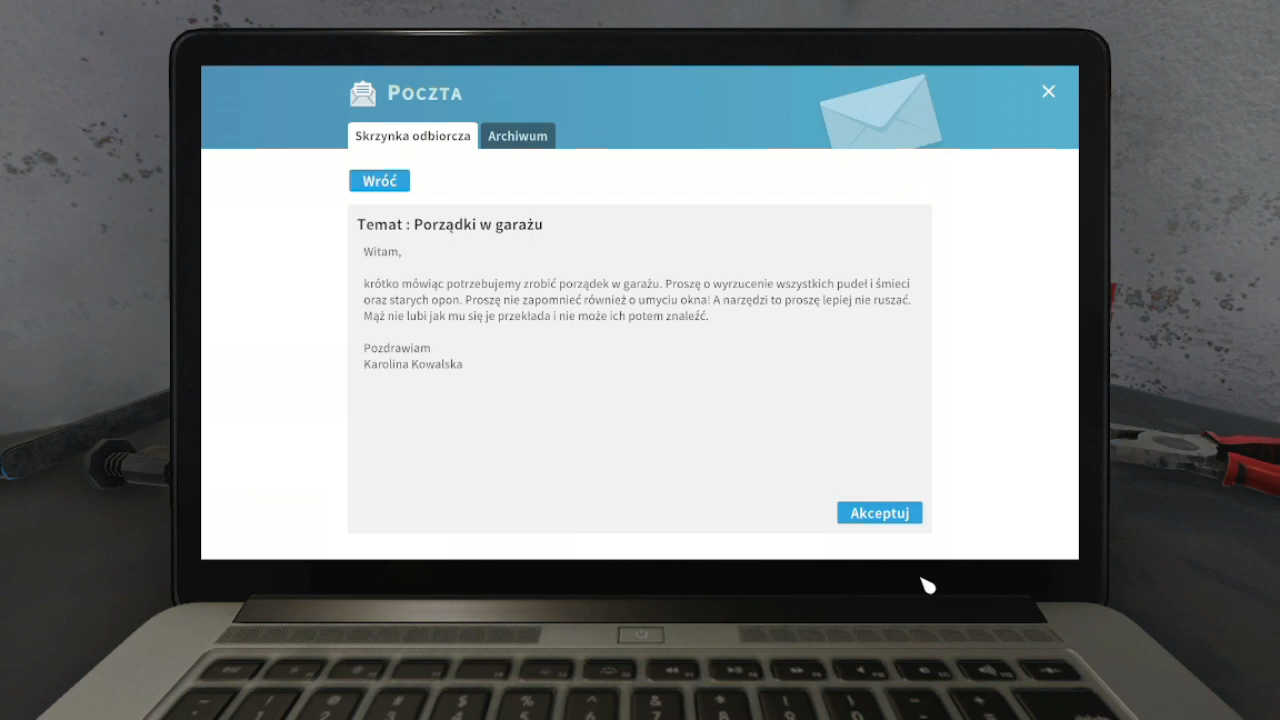 Poczta
Skrzynka odbiorcza
Archiwum
Wróć
Temat : Porządki w garażu
Witam,
krótko mówiąc potrzebujemy zrobić porządek w garażu. Proszę o wyrzucenie wszystkich pudeł i śmieci
oraz starych opon. Proszę nie zapomnieć również o umyciu okna! A narzędzi to proszę lepiej nie ruszać.
Mąż nie lubi jak mu się je przekłada i nie może ich potem znaleźć.
Pozdrawiam
Karolina Kowalska
Akceptuj